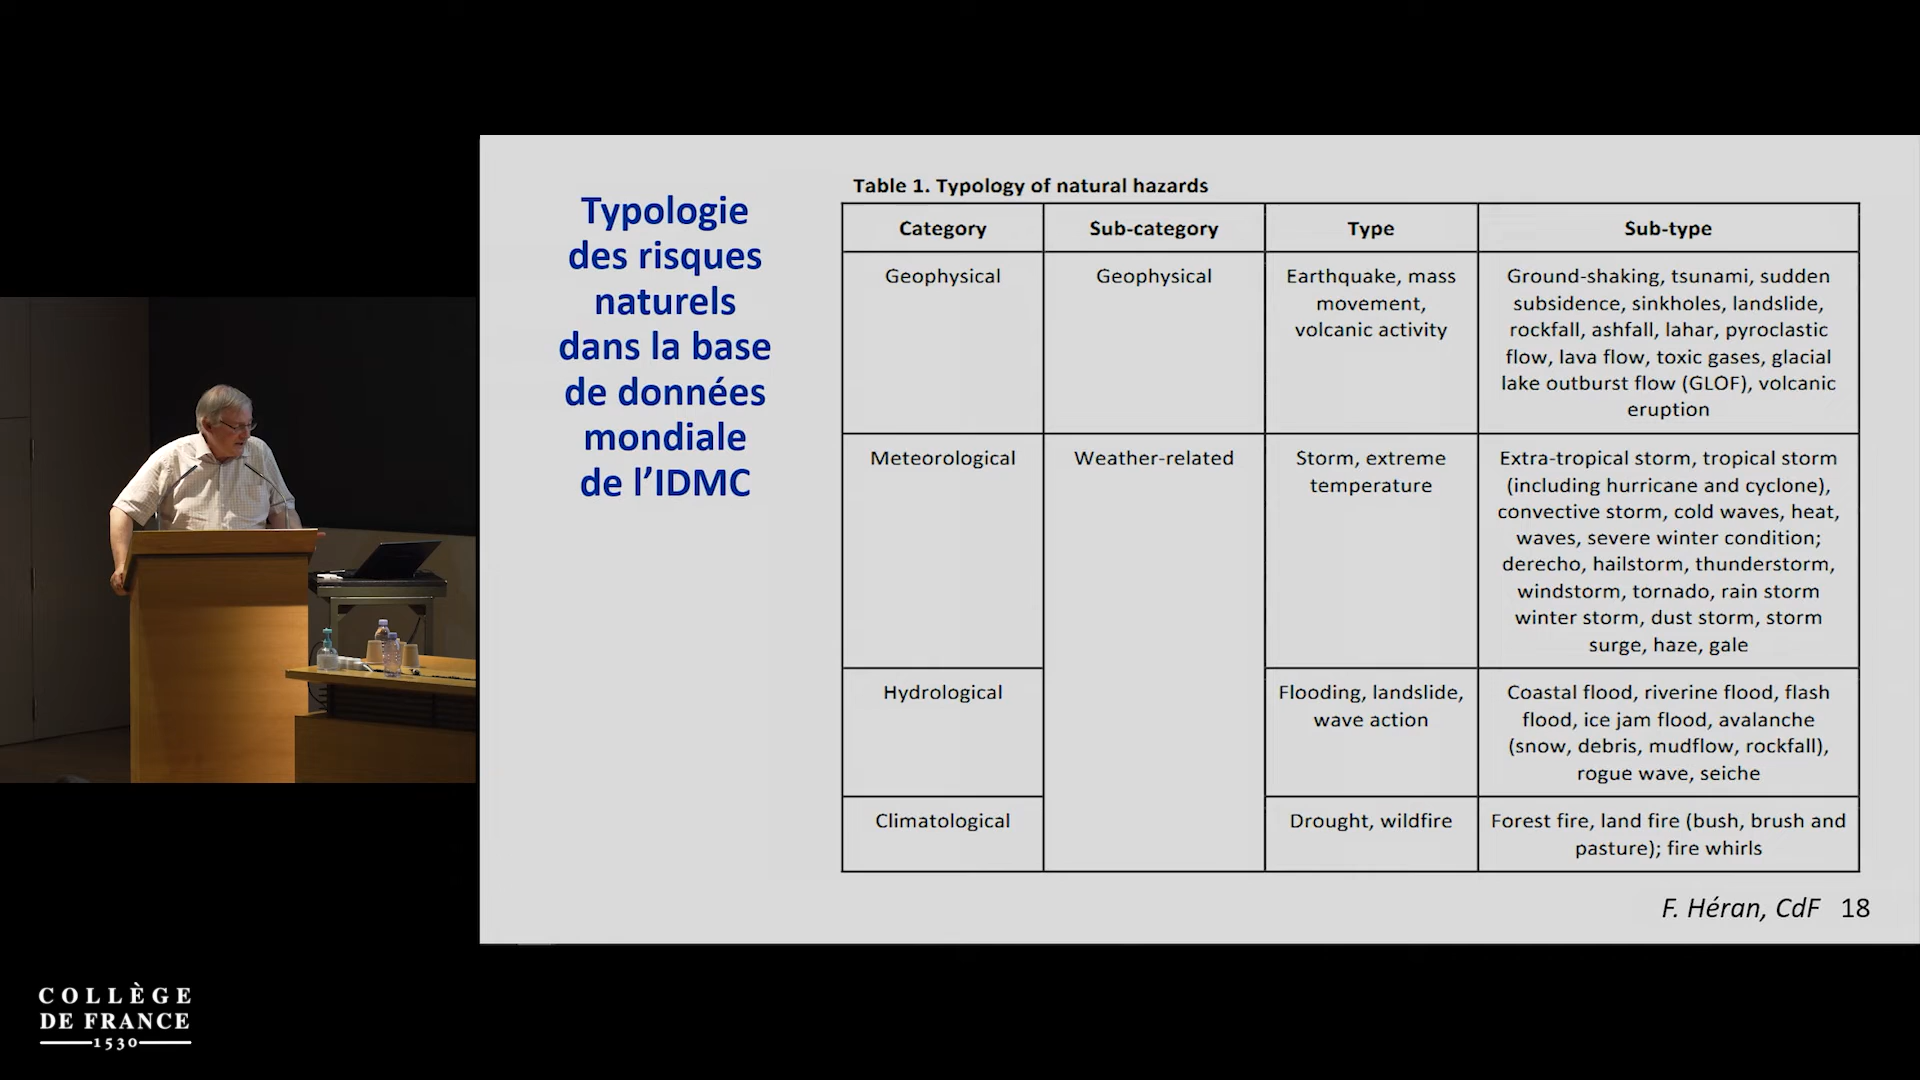 Typologie
des risques
naturels
dans la base
de données
mondiale
de l’IDMC
Table 1. Typology of natural hazards
Category Sub-category Type Sub-type
Geophysical
Geophysical
Earthquake, mass
movement,
volcanic activity
Ground-shaking, tsunami, sudden
subsidence, sinkholes, landslide,
rockfall, ashfall, lahar, pyroclastic
flow, lava flow, toxic gases, glacial
lake outburst flow (GLOF), volcanic
eruption
Meteorological
Weather-related
Storm, extreme
temperature
Extra-tropical storm, tropical storm
(including hurricane and cyclone),
convective storm, cold waves, heat,
waves, severe winter condition;
derecho, hailstorm, thunderstorm,
windstorm, tornado, rain storm
winter storm, dust storm, storm
surge, haze, gale
Hydrological
Flooding, landslide,
wave action
Coastal flood, riverine flood, flash
flood, ice jam flood, avalanche
(snow, debris, mudflow, rockfall),
rogue wave, seiche
Climatological
Drought, wildfire
Forest fire, land fire (bush, brush and
pasture); fire whirls
F. Héran, CdF 18
COLLÈGE
DE FRANCE
1530